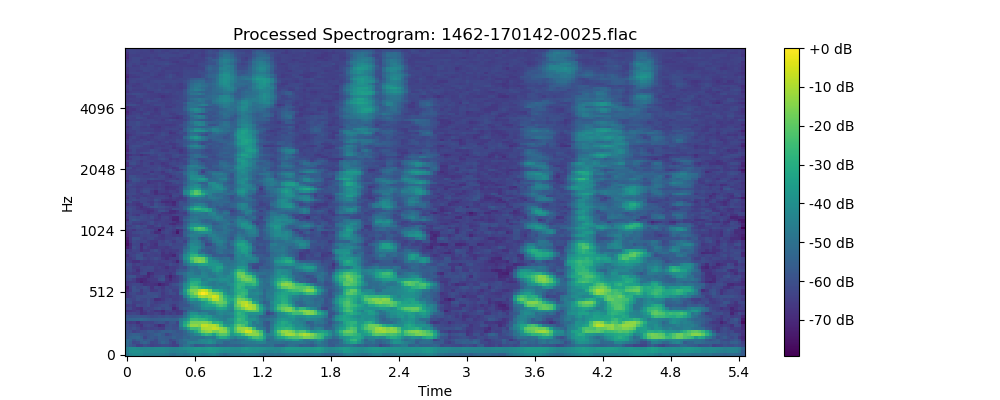 Processed Spectrogram: 1462-170142-0025.flac
Hz
4096
2048
1024
512
0
0 0.6 1.2 1.8 2.4 3 3.6 4.2 4.8 5.4
Time
+0 dB
-10 dB
-20 dB
-30 dB
-40 dB
-50 dB
-60 dB
-70 dB